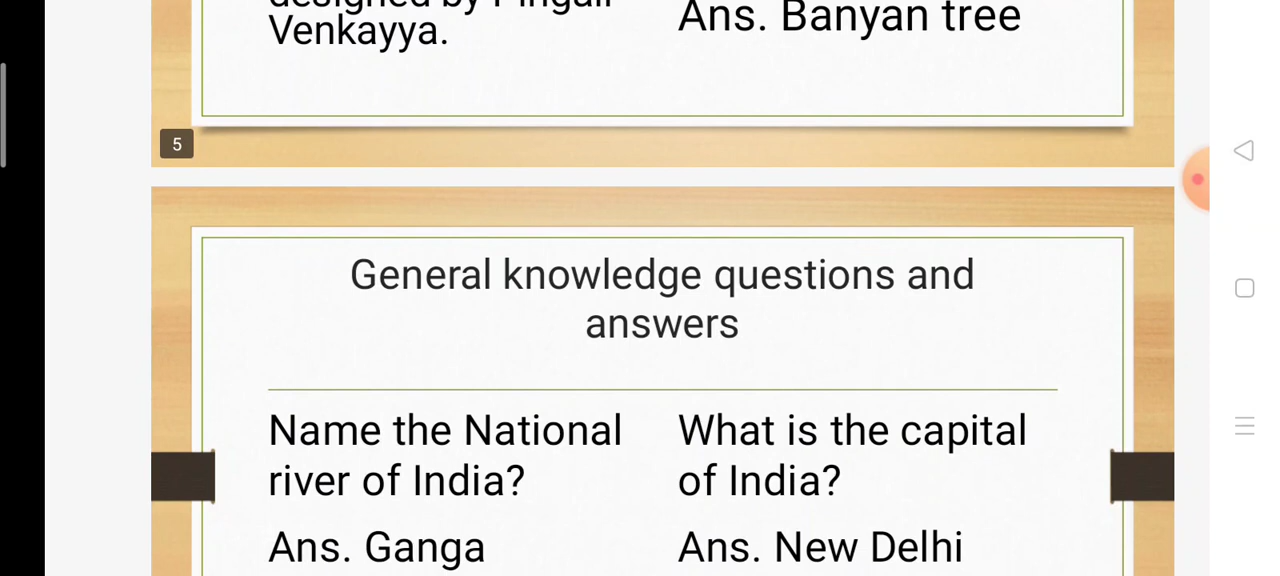 Venkayya.
Ans. Banyan tree
5
General knowledge questions and
answers
Name the National
river of India?
Ans. Ganga
What is the capital
of India?
Ans. New Delhi